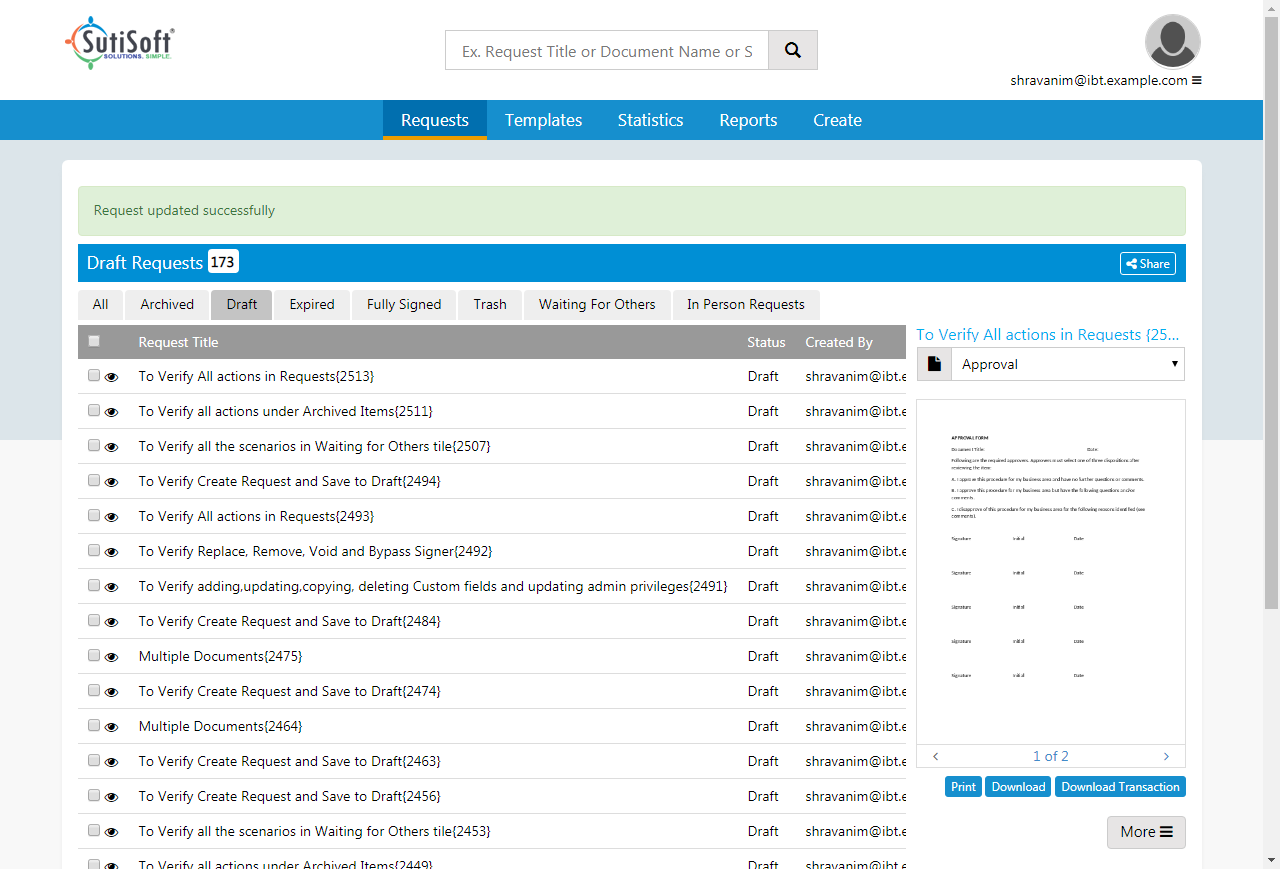 SutiSoft®
SOLUTIONS. SIMPLE.
Ex. Request Title or Document Name or S
shravanim@ibt.example.com
Requests Templates Statistics Reports Create
Request updated successfully
Draft Requests 173 Share
All Archived Draft Expired Fully Signed Trash Waiting For Others In Person Requests
Request Title Status Created By
To Verify All actions in Requests{2513} Draft shravanim@ibt.e
To Verify all actions under Archived Items{2511} Draft shravanim@ibt.e
To Verify all the scenarios in Waiting for Others tile{2507} Draft shravanim@ibt.e
To Verify Create Request and Save to Draft{2494} Draft shravanim@ibt.e
To Verify All actions in Requests{2493} Draft shravanim@ibt.e
To Verify Replace, Remove, Void and Bypass Signer{2492} Draft shravanim@ibt.e
To Verify adding,updating,copying, deleting Custom fields and updating admin privileges{2491} Draft shravanim@ibt.e
To Verify Create Request and Save to Draft{2484} Draft shravanim@ibt.e
Multiple Documents{2475} Draft shravanim@ibt.e
To Verify Create Request and Save to Draft{2474} Draft shravanim@ibt.e
Multiple Documents{2464} Draft shravanim@ibt.e
To Verify Create Request and Save to Draft{2463} Draft shravanim@ibt.e
To Verify Create Request and Save to Draft{2456} Draft shravanim@ibt.e
To Verify all the scenarios in Waiting for Others tile{2453} Draft shravanim@ibt.e
To Verify all actions under Archived Items{2449} Draft shravanim@ibt.e
To Verify All actions in Requests {25...
Approval
APPROVAL FORM
Document Title: Date:
Following are the required approvers. Approvers must select one of three dispositions after
reviewing the item:
A. I approve this procedure for my business area and have no further questions or comments.
B. I approve this procedure for my business area but have the following questions and/or
comments.
C. I disapprove of this procedure for my business area for the following reasons identified (see
comments).
Signature Initial Date
Signature Initial Date
Signature Initial Date
Signature Initial Date
Signature Initial Date
‹ 1 of 2 ›
Print Download Download Transaction
More